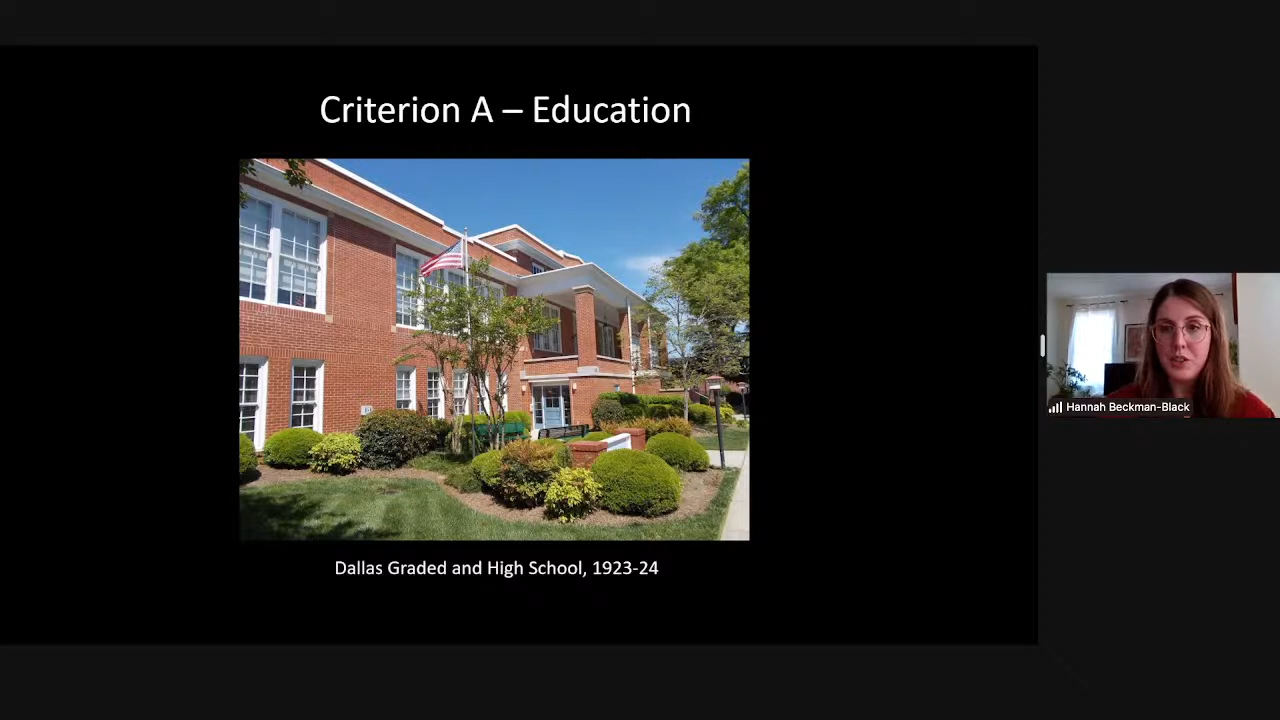 Criterion A – Education
Dallas Graded and High School, 1923-24
Hannah Beckman-Black